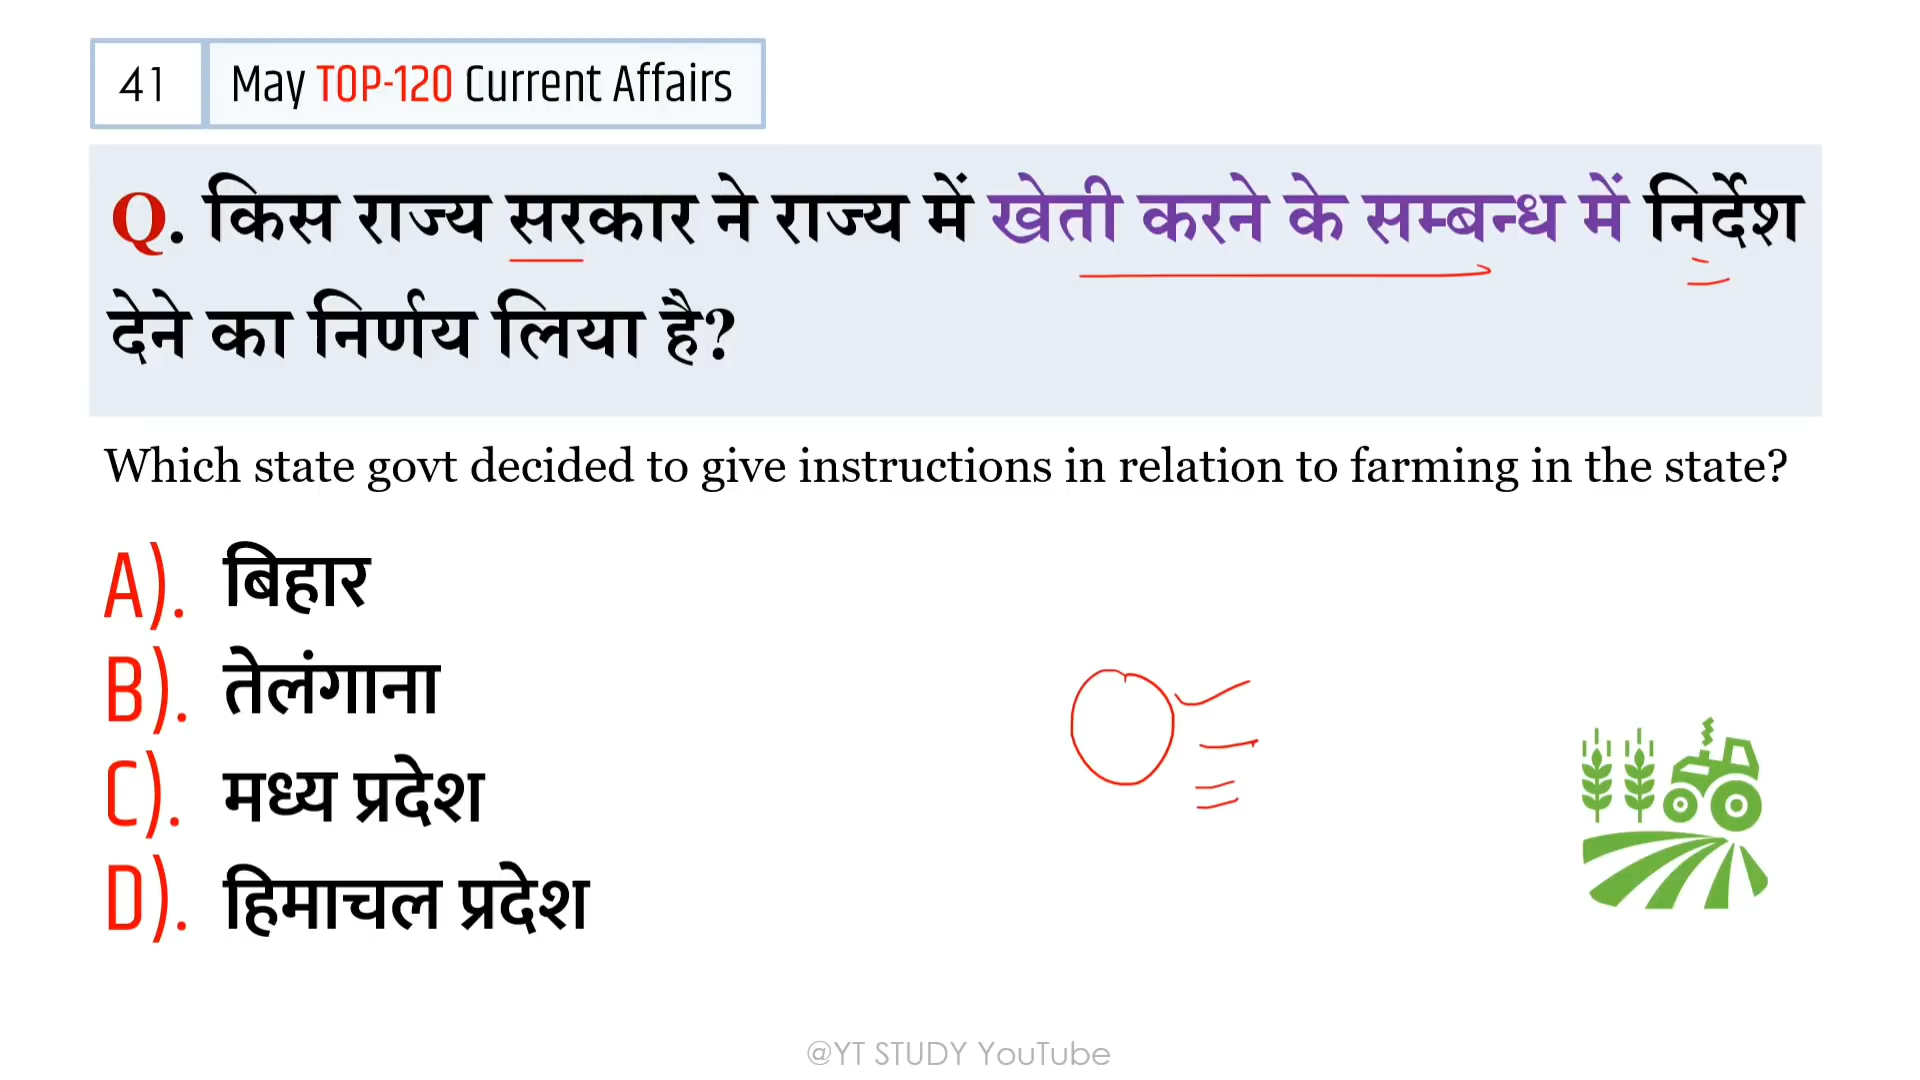 41
May TOP-120 Current Affairs
Q. किस राज्य सरकार ने राज्य में खेती करने के सम्बन्ध में निर्देश
देने का निर्णय लिया है?
Which state govt decided to give instructions in relation to farming in the state?
A). बिहार
B). तेलंगाना
C). मध्य प्रदेश
D). हिमाचल प्रदेश
@YT STUDY YouTube